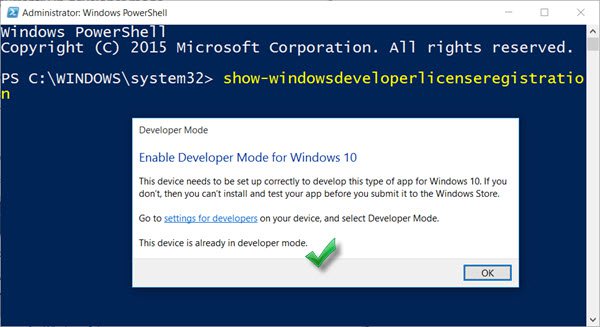 Administrator: Windows PowerShell
Windows PowerShell
Copyright (C) 2015 Microsoft Corporation. All rights reserved.
PS C:\WINDOWS\system32> show-windowsdeveloperlicenseregistratio
n
Developer Mode
Enable Developer Mode for Windows 10
This device needs to be set up correctly to develop this type of app for Windows 10. If you
don't, then you can't install and test your app before you submit it to the Windows Store.
Go to settings for developers on your device, and select Developer Mode.
This device is already in developer mode.
OK